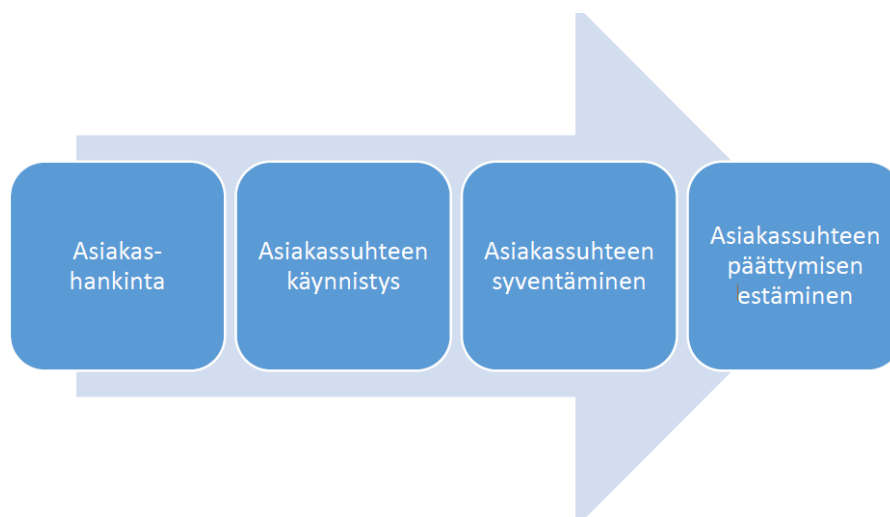 Asiakas-
hankinta
Asiakassuhteen
käynnistys
Asiakassuhteen
syventäminen
Asiakassuhteen
päättymisen
estäminen